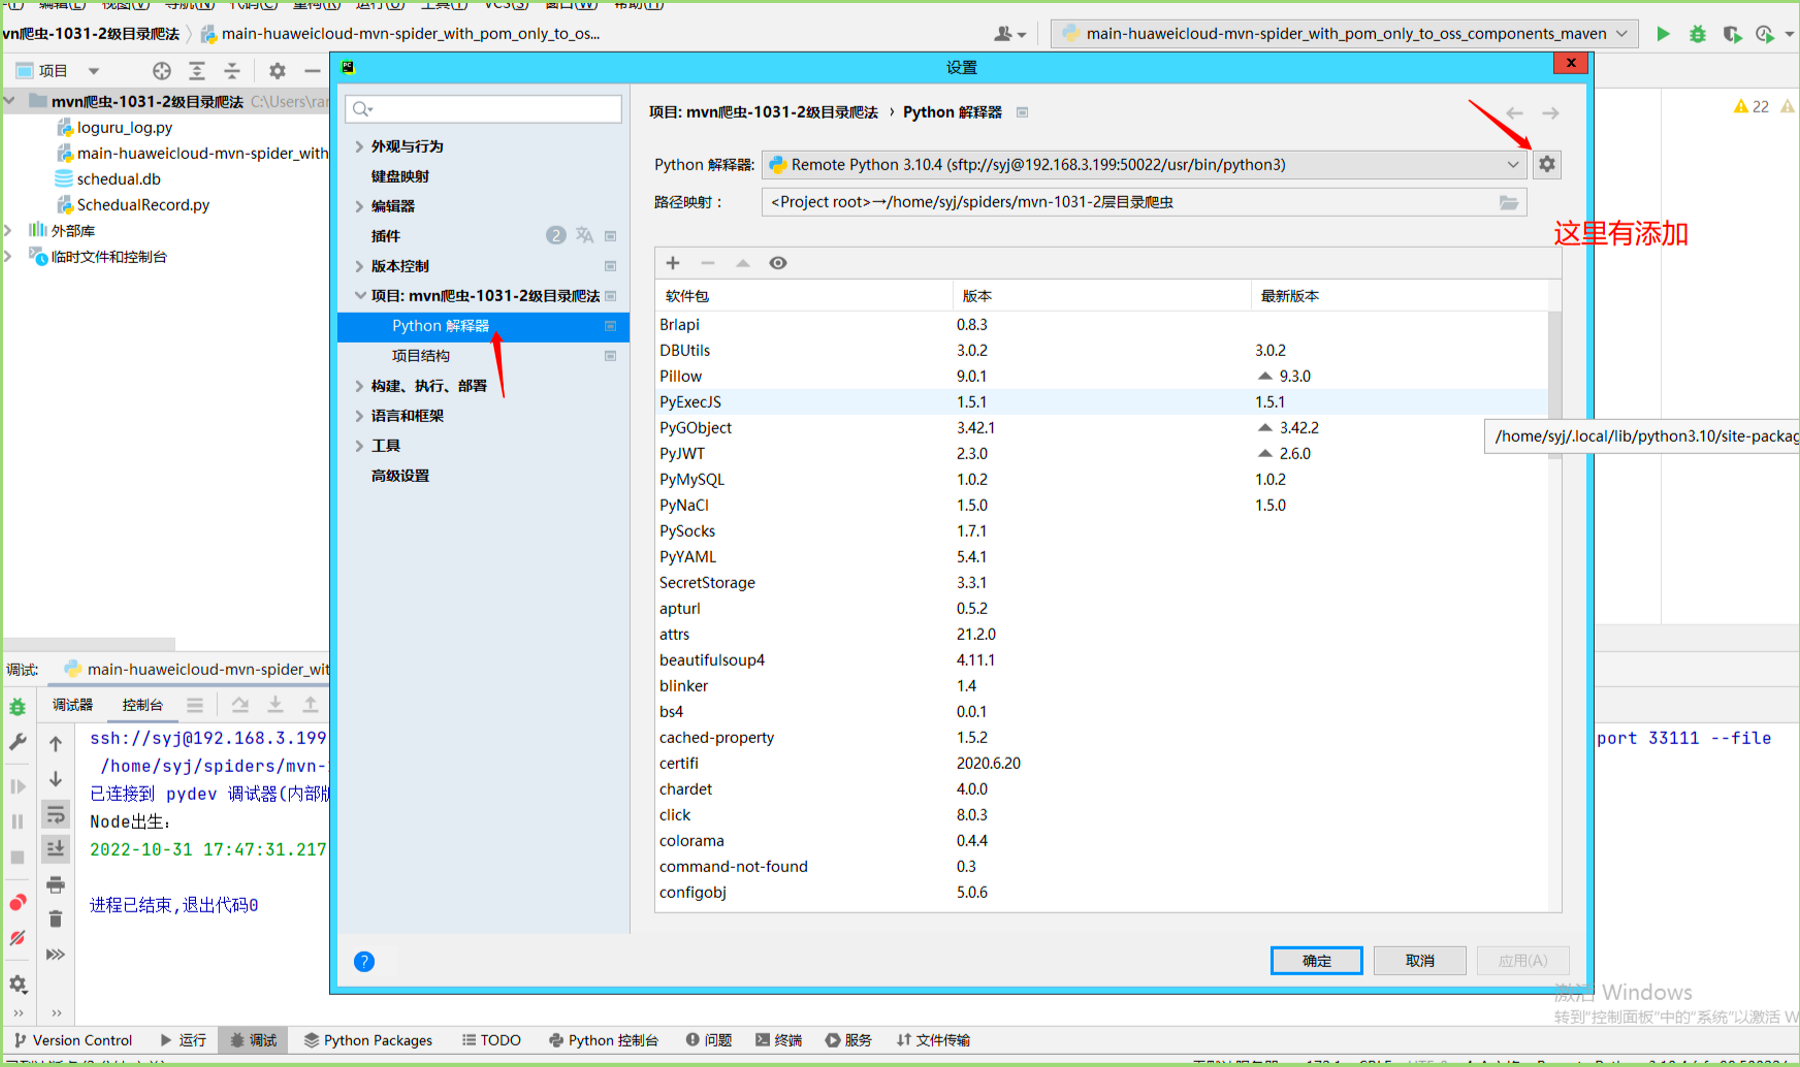 编辑(E) 视图(V) 导航(N) 代码(C) 重构(R) 运行(U) 工具(T) VCS(S) 窗口(W) 帮助(H)
vn爬虫-1031-2级目录爬法
main-huaweicloud-mvn-spider_with_pom_only_to_os...
main-huaweicloud-mvn-spider_with_pom_only_to_oss_components_maven
项目
设置
mvn爬虫-1031-2级目录爬法 C:\Users\rar
loguru_log.py
main-huaweicloud-mvn-spider_with
schedual.db
SchedualRecord.py
外部库
临时文件和控制台
外观与行为
键盘映射
编辑器
插件 2
版本控制
项目: mvn爬虫-1031-2级目录爬法
Python 解释器
项目结构
构建、执行、部署
语言和框架
工具
高级设置
项目: mvn爬虫-1031-2级目录爬法 › Python 解释器
22
Python 解释器: Remote Python 3.10.4 (sftp://syj@192.168.3.199:50022/usr/bin/python3)
路径映射： <Project root>→/home/syj/spiders/mvn-1031-2层目录爬虫
这里有添加
软件包 版本 最新版本
Brlapi 0.8.3
DBUtils 3.0.2 3.0.2
Pillow 9.0.1 9.3.0
PyExecJS 1.5.1 1.5.1
PyGObject 3.42.1 3.42.2
/home/syj/.local/lib/python3.10/site-packag
PyJWT 2.3.0 2.6.0
PyMySQL 1.0.2 1.0.2
PyNaCl 1.5.0 1.5.0
PySocks 1.7.1
PyYAML 5.4.1
SecretStorage 3.3.1
apturl 0.5.2
attrs 21.2.0
beautifulsoup4 4.11.1
blinker 1.4
bs4 0.0.1
cached-property 1.5.2
certifi 2020.6.20
chardet 4.0.0
click 8.0.3
colorama 0.4.4
command-not-found 0.3
configobj 5.0.6
确定 取消 应用(A)
调试: main-huaweicloud-mvn-spider_wit
调试器 控制台
ssh://syj@192.168.3.199
port 33111 --file
/home/syj/spiders/mvn-
已连接到 pydev 调试器(内部版
Node出生：
2022-10-31 17:47:31.217
进程已结束,退出代码0
激活 Windows
转到"控制面板"中的"系统"以激活 W
Version Control 运行 调试 Python Packages TODO Python 控制台 问题 终端 服务 文件传输